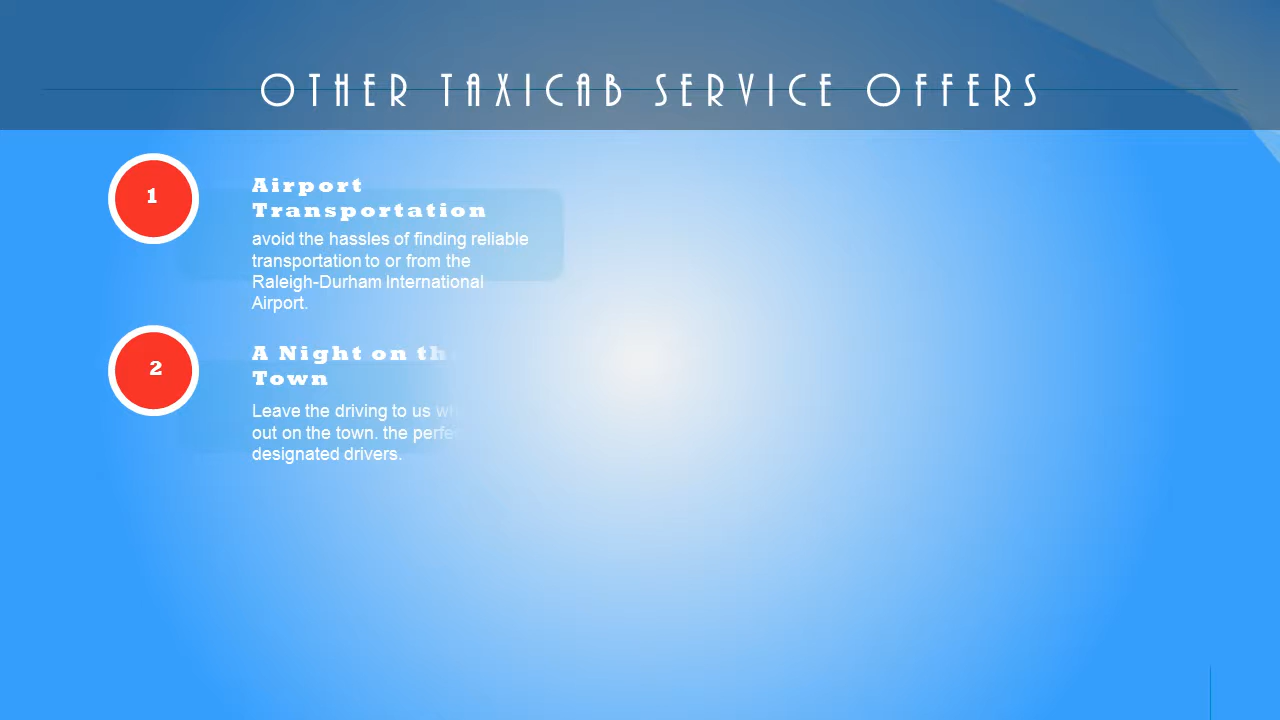 OTHER TAXICAB SERVICE OFFERS
1
Airport
Transportation
avoid the hassles of finding reliable
transportation to or from the
Raleigh-Durham International
Airport.
2
A Night on the
Town
Leave the driving to us
out on the town. the perfec
designated drivers.